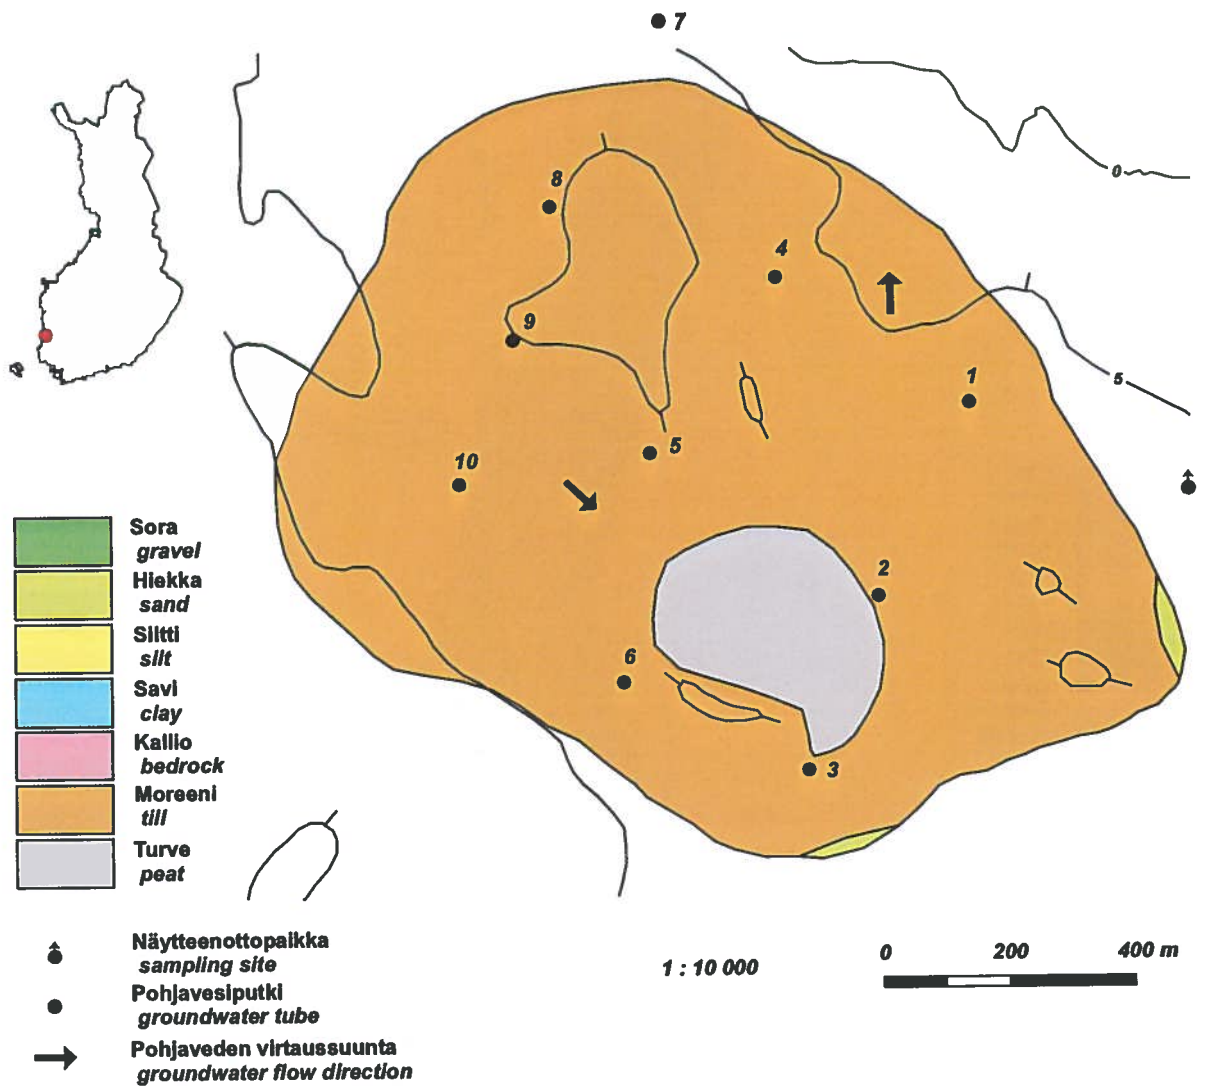 7
0
8
4
9
5
1
5
10
2
6
3
Sora
gravel
Hiekka
sand
Siltti
silt
Savi
clay
Kallio
bedrock
Moreeni
till
Turve
peat
Näytteenottopaikka
sampling site
Pohjavesiputki
groundwater tube
Pohjaveden virtaussuunta
groundwater flow direction
1 : 10 000
0 200 400 m